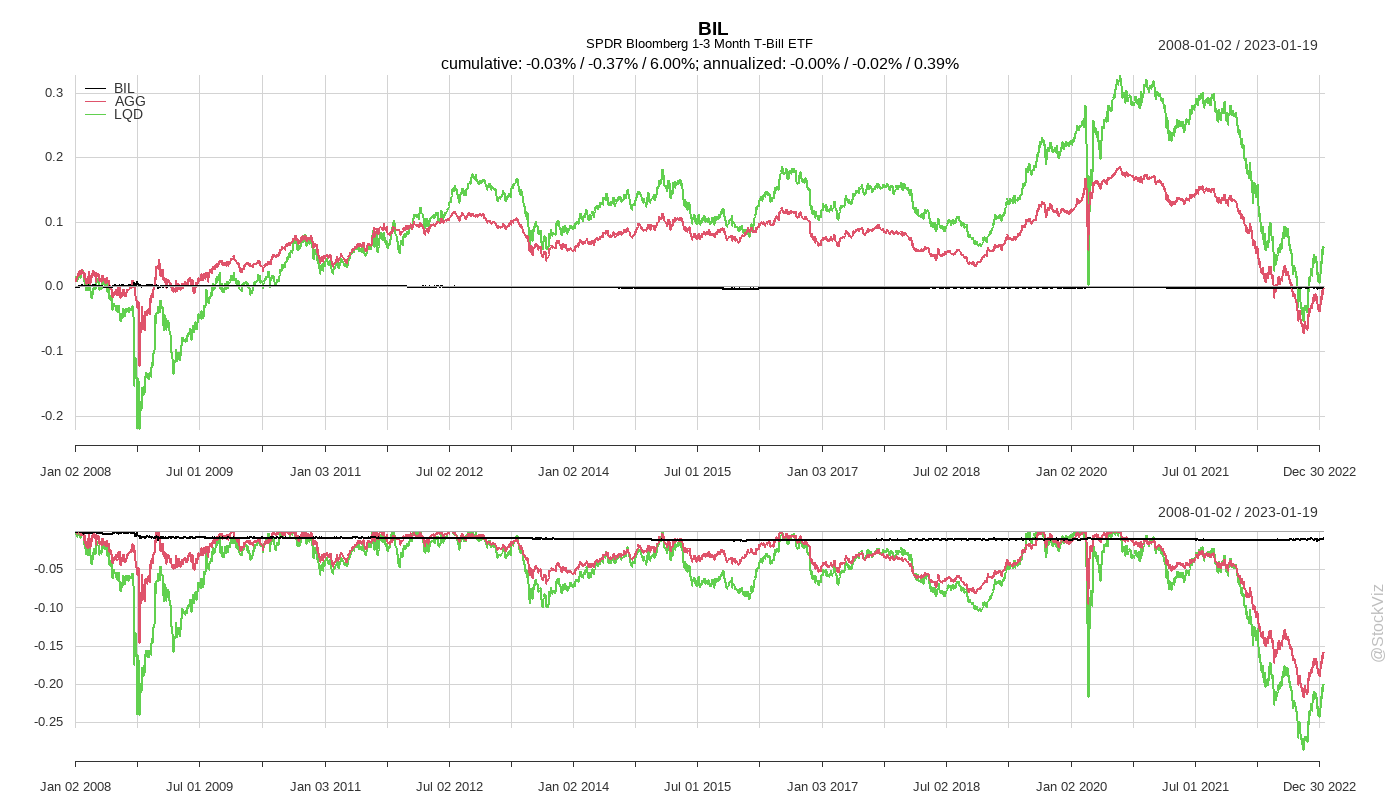 BIL
SPDR Bloomberg 1-3 Month T-Bill ETF
2008-01-02 / 2023-01-19
cumulative: -0.03% / -0.37% / 6.00%; annualized: -0.00% / -0.02% / 0.39%
BIL
AGG
LQD
0.3
0.2
0.1
0.0
-0.1
-0.2
Jan 02 2008 Jul 01 2009 Jan 03 2011 Jul 02 2012 Jan 02 2014 Jul 01 2015 Jan 03 2017 Jul 02 2018 Jan 02 2020 Jul 01 2021 Dec 30 2022
2008-01-02 / 2023-01-19
-0.05
-0.10
-0.15
-0.20
-0.25
Jan 02 2008 Jul 01 2009 Jan 03 2011 Jul 02 2012 Jan 02 2014 Jul 01 2015 Jan 03 2017 Jul 02 2018 Jan 02 2020 Jul 01 2021 Dec 30 2022
@StockViz